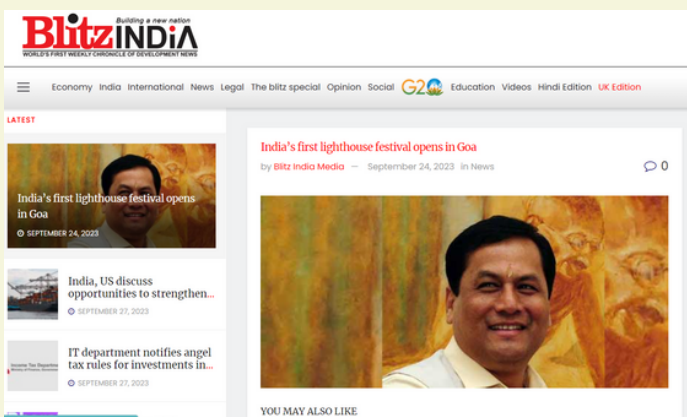 Building a new nation
BlitzINDiA
WORLD'S FIRST WEEKLY CHRONICLE OF DEVELOPMENT NEWS
Economy India International News Legal The blitz special Opinion Social G20 Education Videos Hindi Edition UK Edition
LATEST
India's first lighthouse festival opens
in Goa
SEPTEMBER 24, 2023
India, US discuss
opportunities to strengthen...
SEPTEMBER 27, 2023
IT department notifies angel
tax rules for investments in...
SEPTEMBER 27, 2023
India's first lighthouse festival opens in Goa
by Blitz India Media — September 24, 2023 in News
0
YOU MAY ALSO LIKE